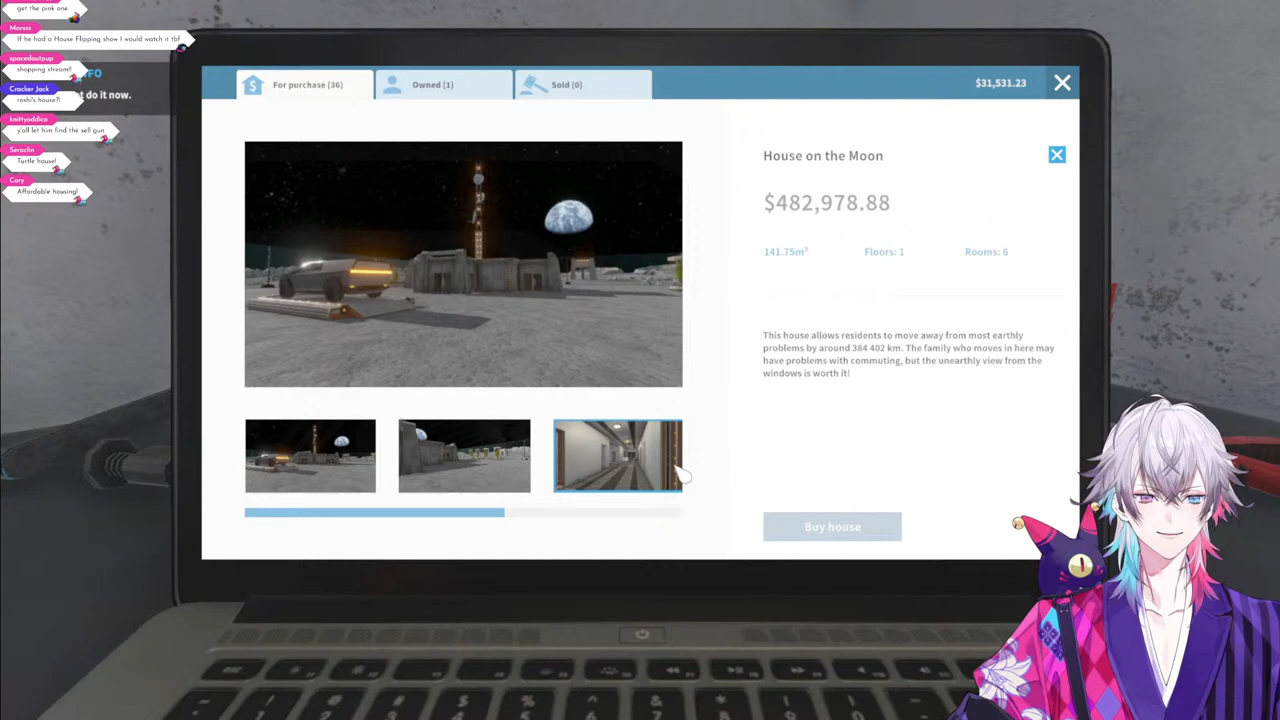 get the pink one
Marsss
If he had a House Flipping show I would watch it tbf
spacedoutpup
shopping stream!!
FO
Cracker Jack
t do it now.
roshi's house?!
knittyaddica
y'all let him find the sell gun
Seraclin
Turtle house!
Cory
Affordable housing!
For purchase (36)
Owned (1)
Sold (0)
$31,531.23
House on the Moon
$482,978.88
141.75m²
Floors: 1
Rooms: 6
This house allows residents to move away from most earthly
problems by around 384 402 km. The family who moves in here may
have problems with commuting, but the unearthly view from the
windows is worth it!
Buy house